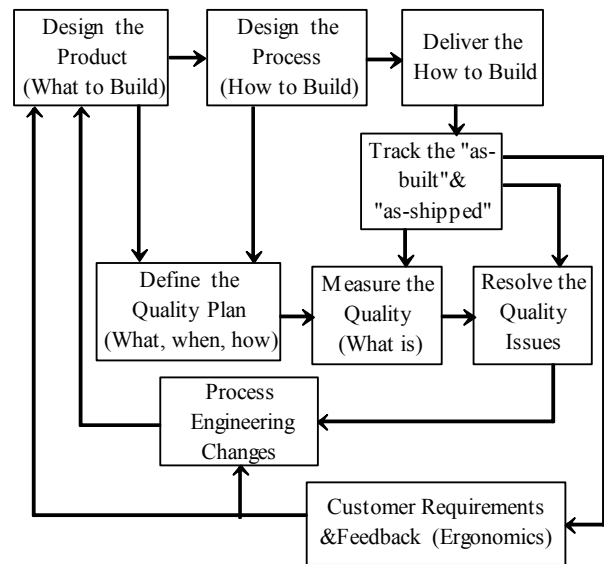 Design the
Product
(What to Build)
Design the
Process
(How to Build)
Deliver the
How to Build
Track the "as-
built"&
"as-shipped"
Define the
Quality Plan
(What, when, how)
Measure the
Quality
(What is)
Resolve the
Quality
Issues
Process
Engineering
Changes
Customer Requirements
&Feedback (Ergonomics)